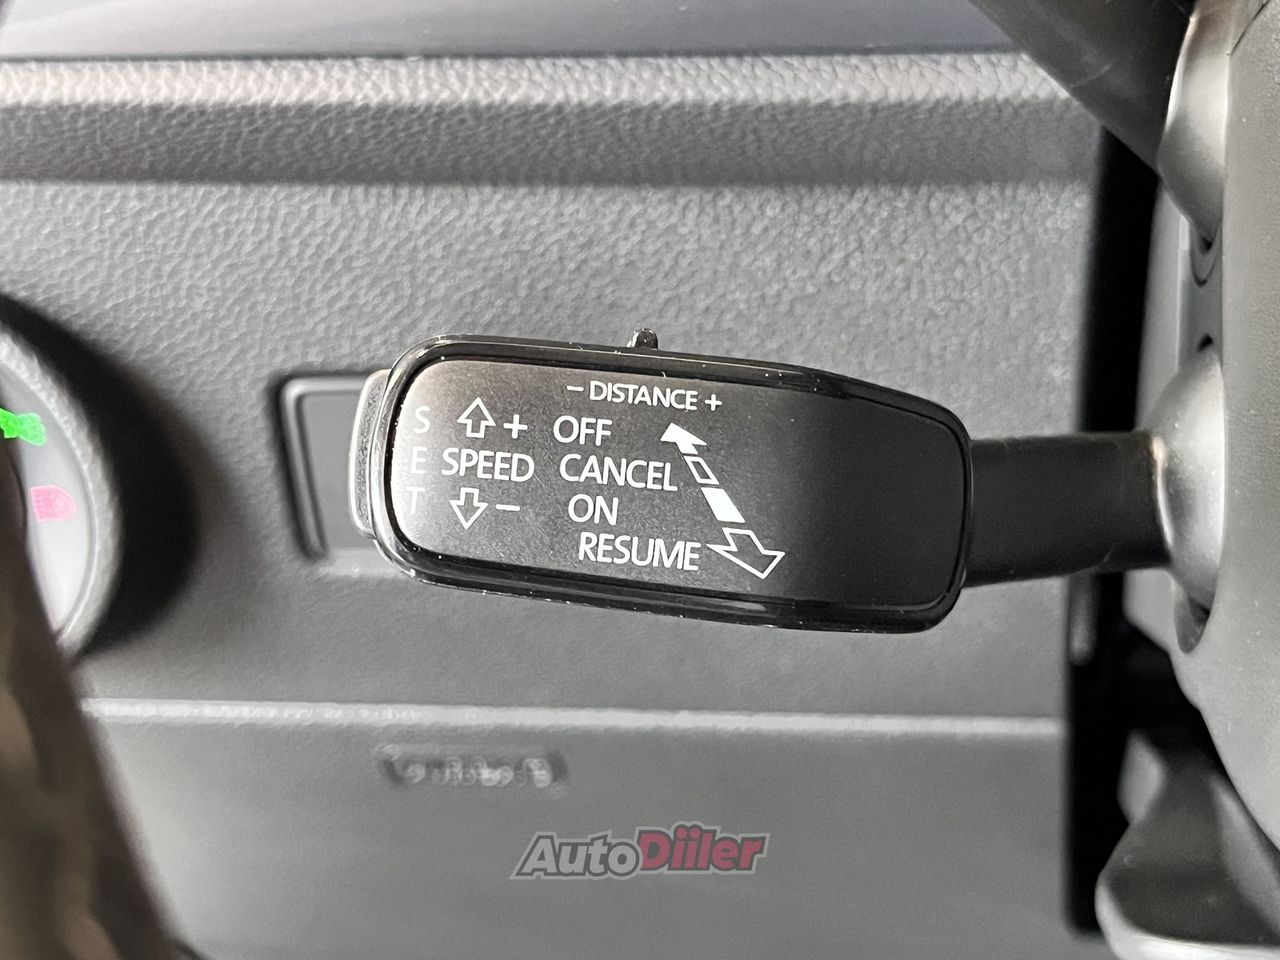 – DISTANCE +
S + OFF
E SPEED CANCEL
T – ON
RESUME
AutoDiiler